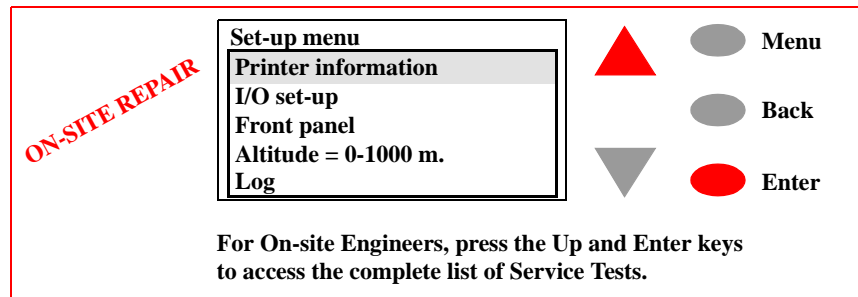 ON-SITE REPAIR
Set-up menu
Printer information
I/O set-up
Front panel
Altitude = 0-1000 m.
Log
Menu
Back
Enter
For On-site Engineers, press the Up and Enter keys
to access the complete list of Service Tests.